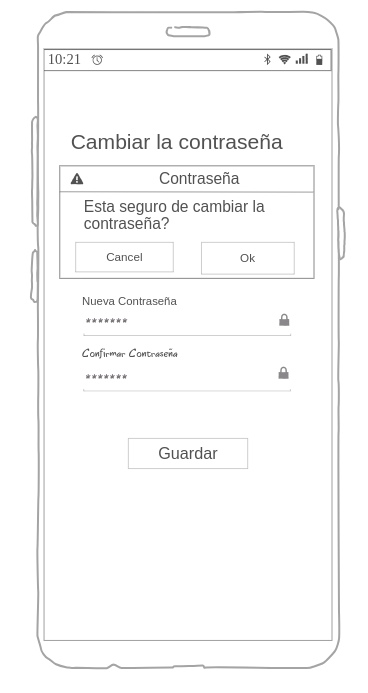 10:21
Cambiar la contraseña
Contraseña
Esta seguro de cambiar la
contraseña?
Cancel
Ok
Nueva Contraseña
*******
Confirmar Contraseña
*******
Guardar